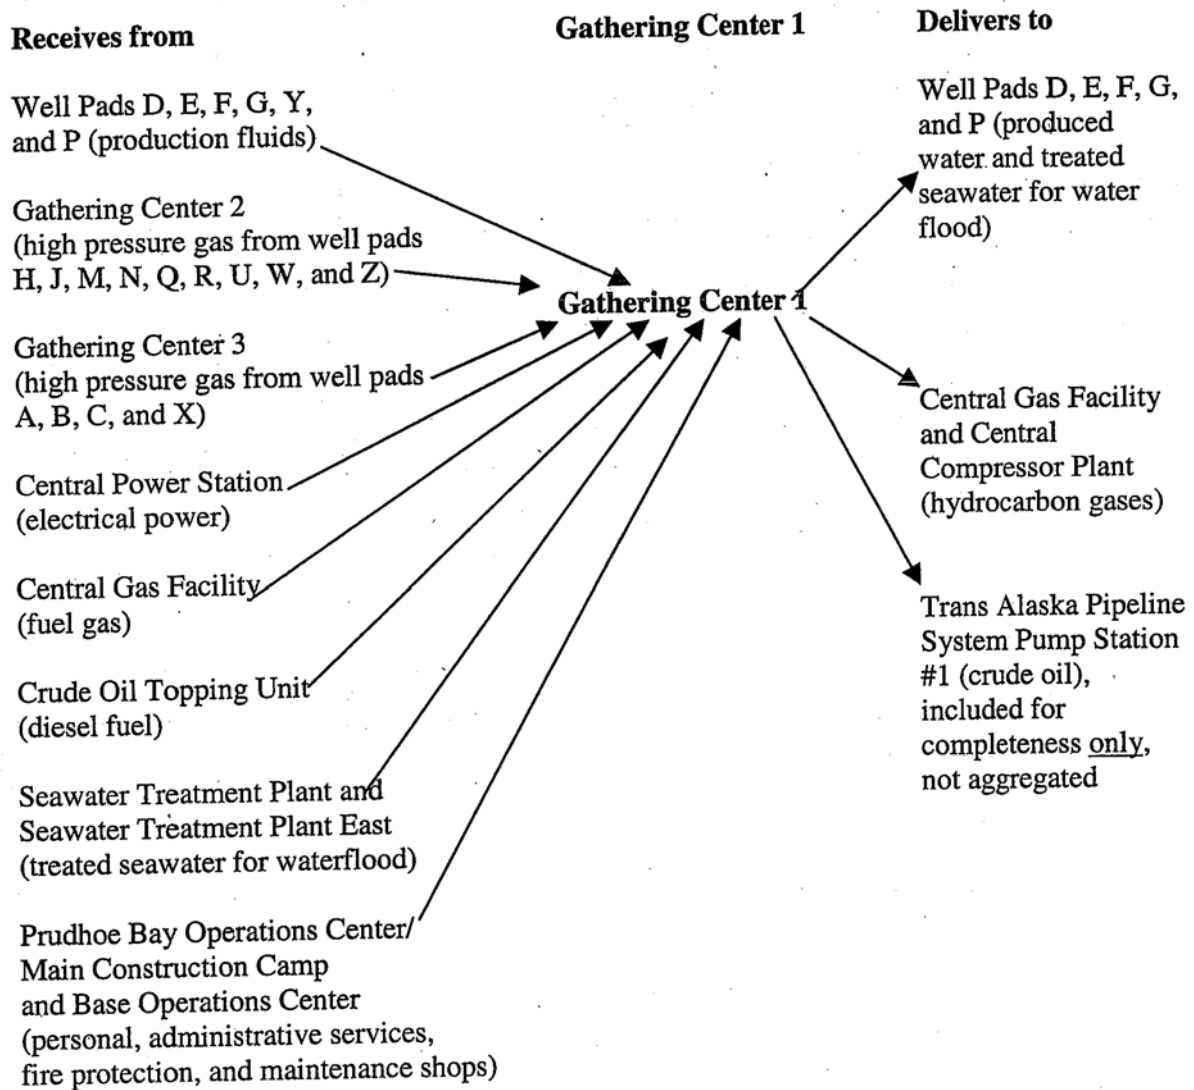 Receives from
Well Pads D, E, F, G, Y,
and P (production fluids)
Gathering Center 2
(high pressure gas from well pads
H, J, M, N, Q, R, U, W, and Z)
Gathering Center 3
(high pressure gas from well pads
A, B, C, and X)
Central Power Station
(electrical power)
Central Gas Facility
(fuel gas)
Crude Oil Topping Unit
(diesel fuel)
Seawater Treatment Plant and
Seawater Treatment Plant East
(treated seawater for waterflood)
Prudhoe Bay Operations Center/
Main Construction Camp
and Base Operations Center
(personal, administrative services,
fire protection, and maintenance shops)
Gathering Center 1
Gathering Center 1
Delivers to
Well Pads D, E, F, G,
and P (produced
water and treated
seawater for water
flood)
Central Gas Facility
and Central
Compressor Plant
(hydrocarbon gases)
Trans Alaska Pipeline
System Pump Station
#1 (crude oil),
included for
completeness only,
not aggregated